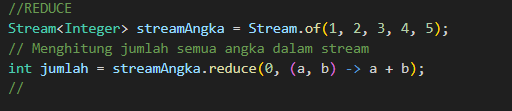 //REDUCE
Stream<Integer> streamAngka = Stream.of(1, 2, 3, 4, 5);
// Menghitung jumlah semua angka dalam stream
int jumlah = streamAngka.reduce(0, (a, b) -> a + b);
//